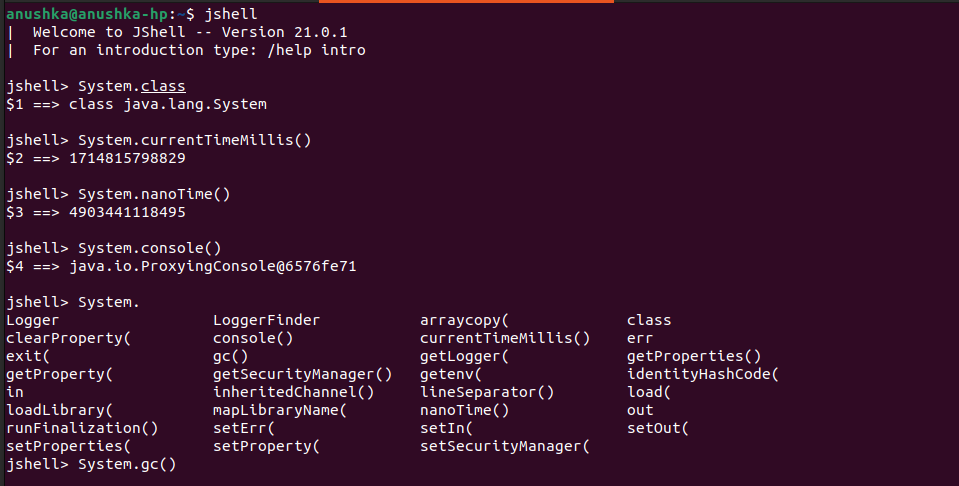 anushka@anushka-hp:~$ jshell
|  Welcome to JShell -- Version 21.0.1
|  For an introduction type: /help intro
jshell> System.class
$1 ==> class java.lang.System
jshell> System.currentTimeMillis()
$2 ==> 1714815798829
jshell> System.nanoTime()
$3 ==> 4903441118495
jshell> System.console()
$4 ==> java.io.ProxyingConsole@6576fe71
jshell> System.
Logger                 LoggerFinder           arraycopy(             class
clearProperty(         console()              currentTimeMillis()    err
exit(                  gc()                   getLogger(             getProperties()
getProperty(           getSecurityManager()   getenv(                identityHashCode(
in                     inheritedChannel()     lineSeparator()        load(
loadLibrary(           mapLibraryName(        nanoTime()             out
runFinalization()      setErr(                setIn(                 setOut(
setProperties(         setProperty(           setSecurityManager(
jshell> System.gc()